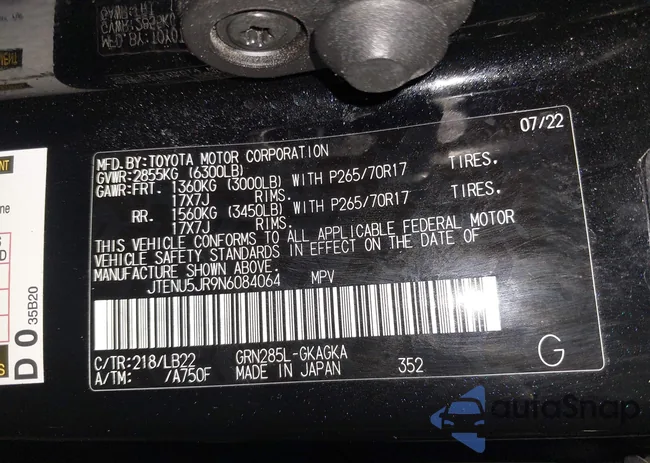 07/22
MFD.BY:TOYOTA MOTOR CORPORATION
GVWR:2855KG (6300LB)
GAWR:FRT. 1360KG (3000LB) WITH P265/70R17 TIRES.
17X7J RIMS.
RR. 1560KG (3450LB) WITH P265/70R17 TIRES.
17X7J RIMS.
THIS VEHICLE CONFORMS TO ALL APPLICABLE FEDERAL MOTOR
VEHICLE SAFETY STANDARDS IN EFFECT ON THE DATE OF
MANUFACTURE SHOWN ABOVE.
JTENU5JR9N6084064 MPV
C/TR:218/LB22 GRN285L-GKAGKA
A/TM: /A750F MADE IN JAPAN 352
G
D0 35B20
autoSnap